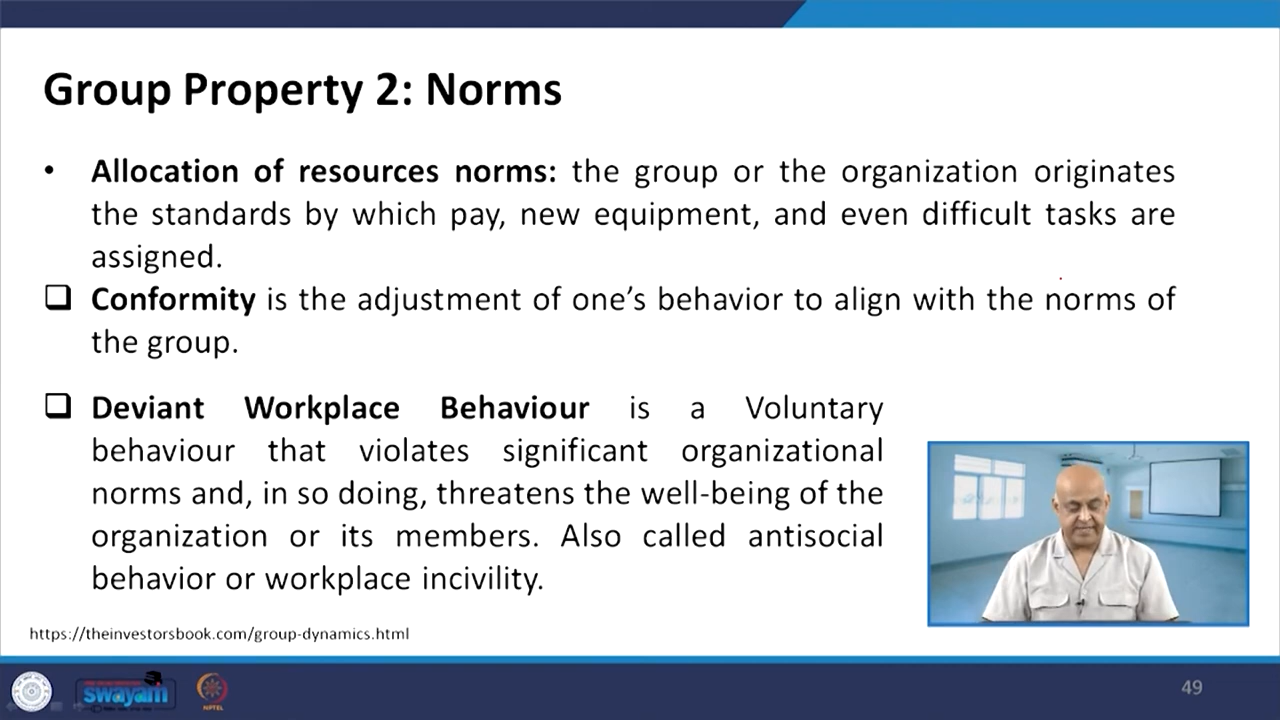 Group Property 2: Norms
• Allocation of resources norms: the group or the organization originates
the standards by which pay, new equipment, and even difficult tasks are
assigned.
❑ Conformity is the adjustment of one’s behavior to align with the norms of
the group.
❑ Deviant Workplace Behaviour is a Voluntary
behaviour that violates significant organizational
norms and, in so doing, threatens the well-being of the
organization or its members. Also called antisocial
behavior or workplace incivility.
https://theinvestorsbook.com/group-dynamics.html
swayam
NPTEL
49